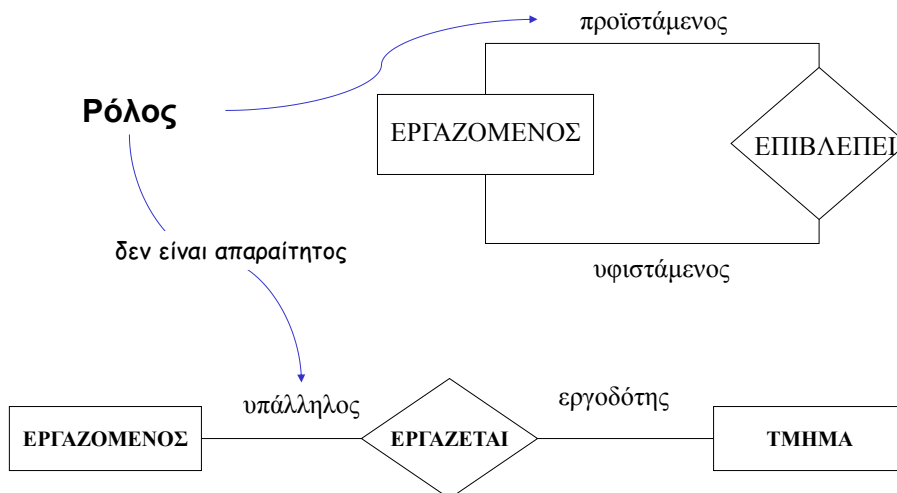 προϊστάμενος
Ρόλος
ΕΡΓΑΖΟΜΕΝΟΣ
ΕΠΙΒΛΕΠΕΙ
δεν είναι απαραίτητος
υφιστάμενος
υπάλληλος
εργοδότης
ΕΡΓΑΖΟΜΕΝΟΣ
ΕΡΓΑΖΕΤΑΙ
ΤΜΗΜΑ